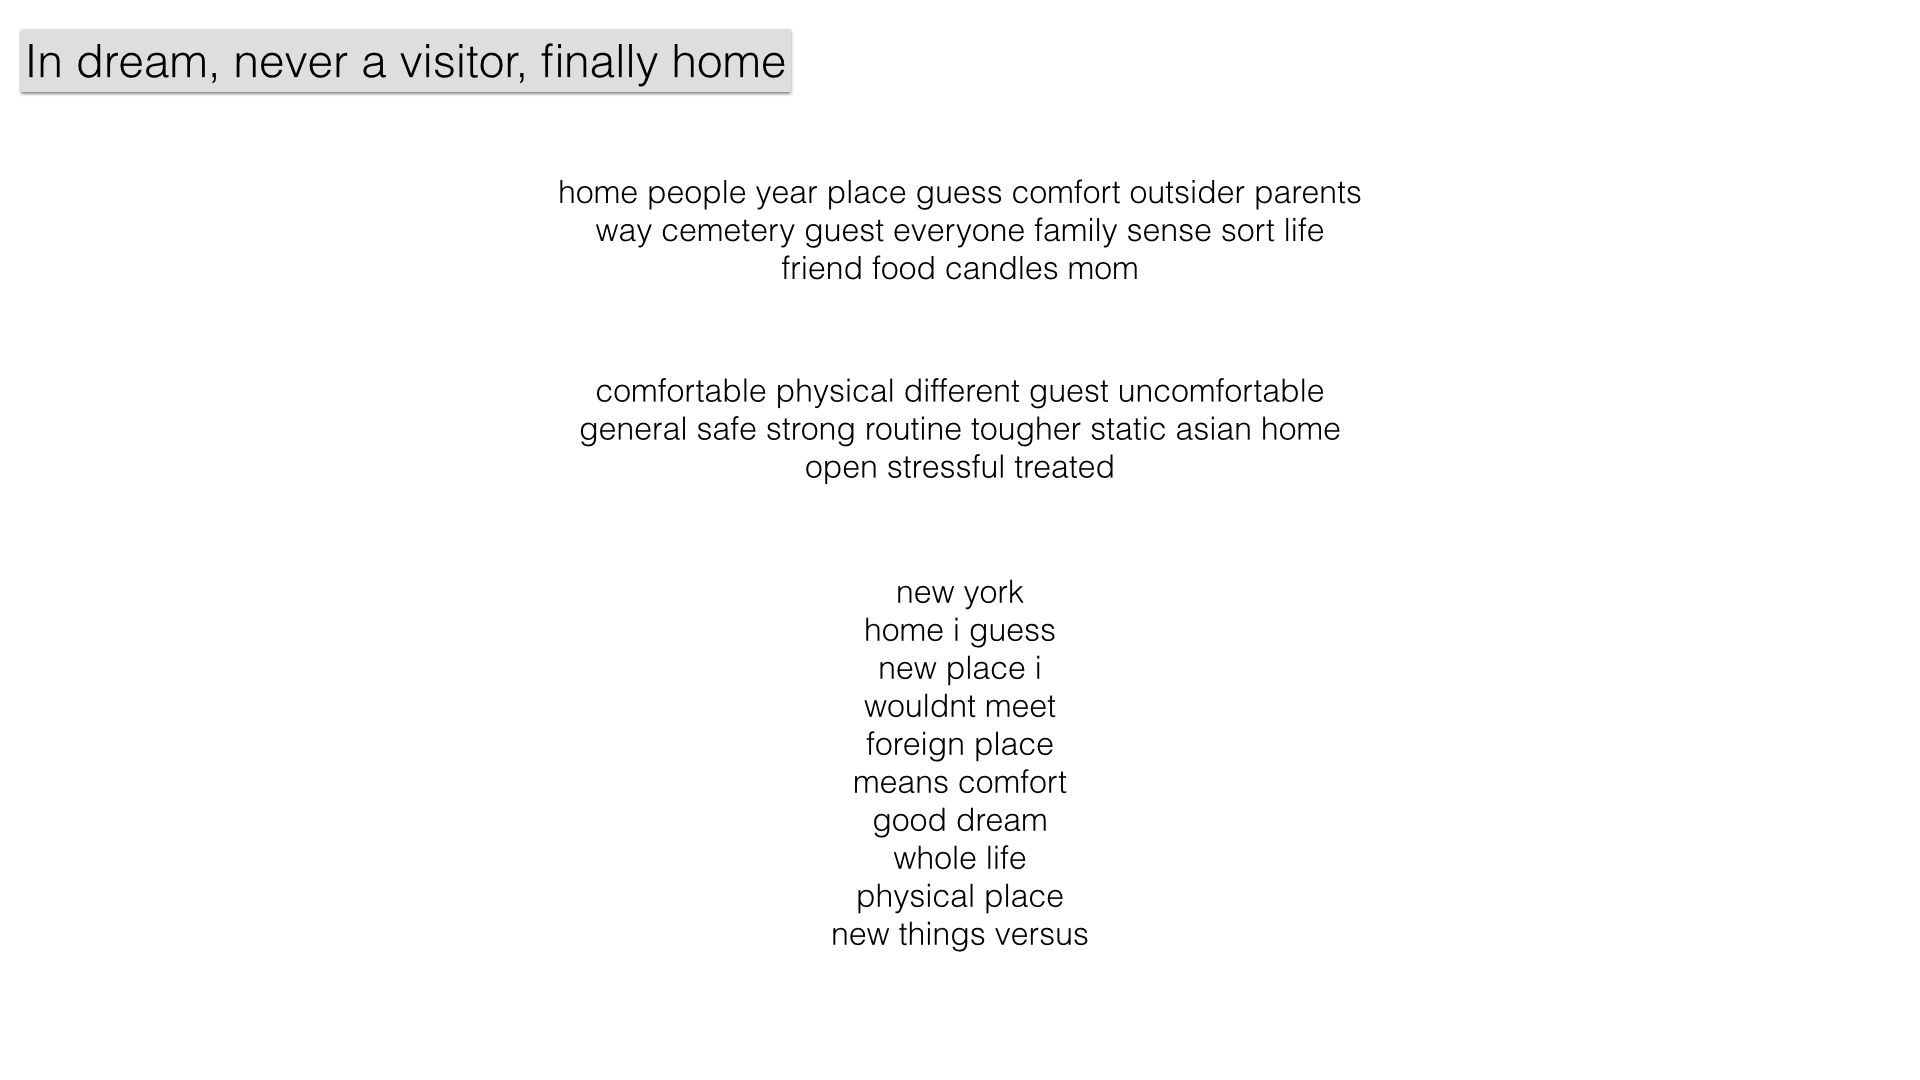 In dream, never a visitor, finally home
home people year place guess comfort outsider parents
way cemetery guest everyone family sense sort life
friend food candles mom
comfortable physical different guest uncomfortable
general safe strong routine tougher static asian home
open stressful treated
new york
home i guess
new place i
wouldnt meet
foreign place
means comfort
good dream
whole life
physical place
new things versus